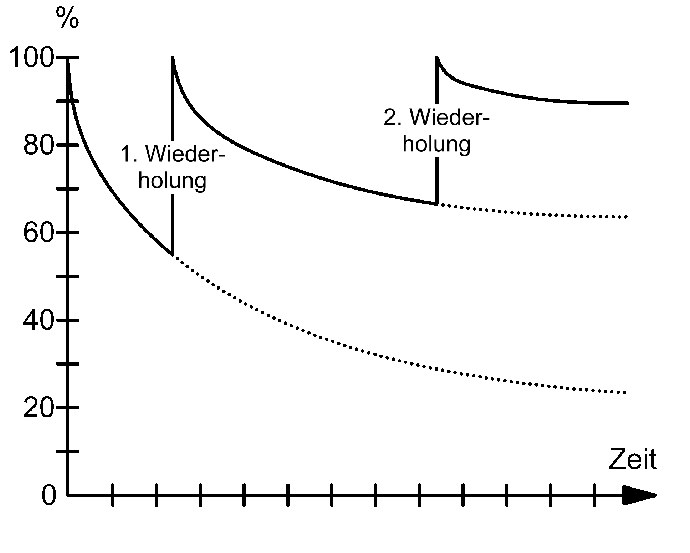 %
100
80
60
40
20
0
1. Wieder-
holung
2. Wieder-
holung
Zeit